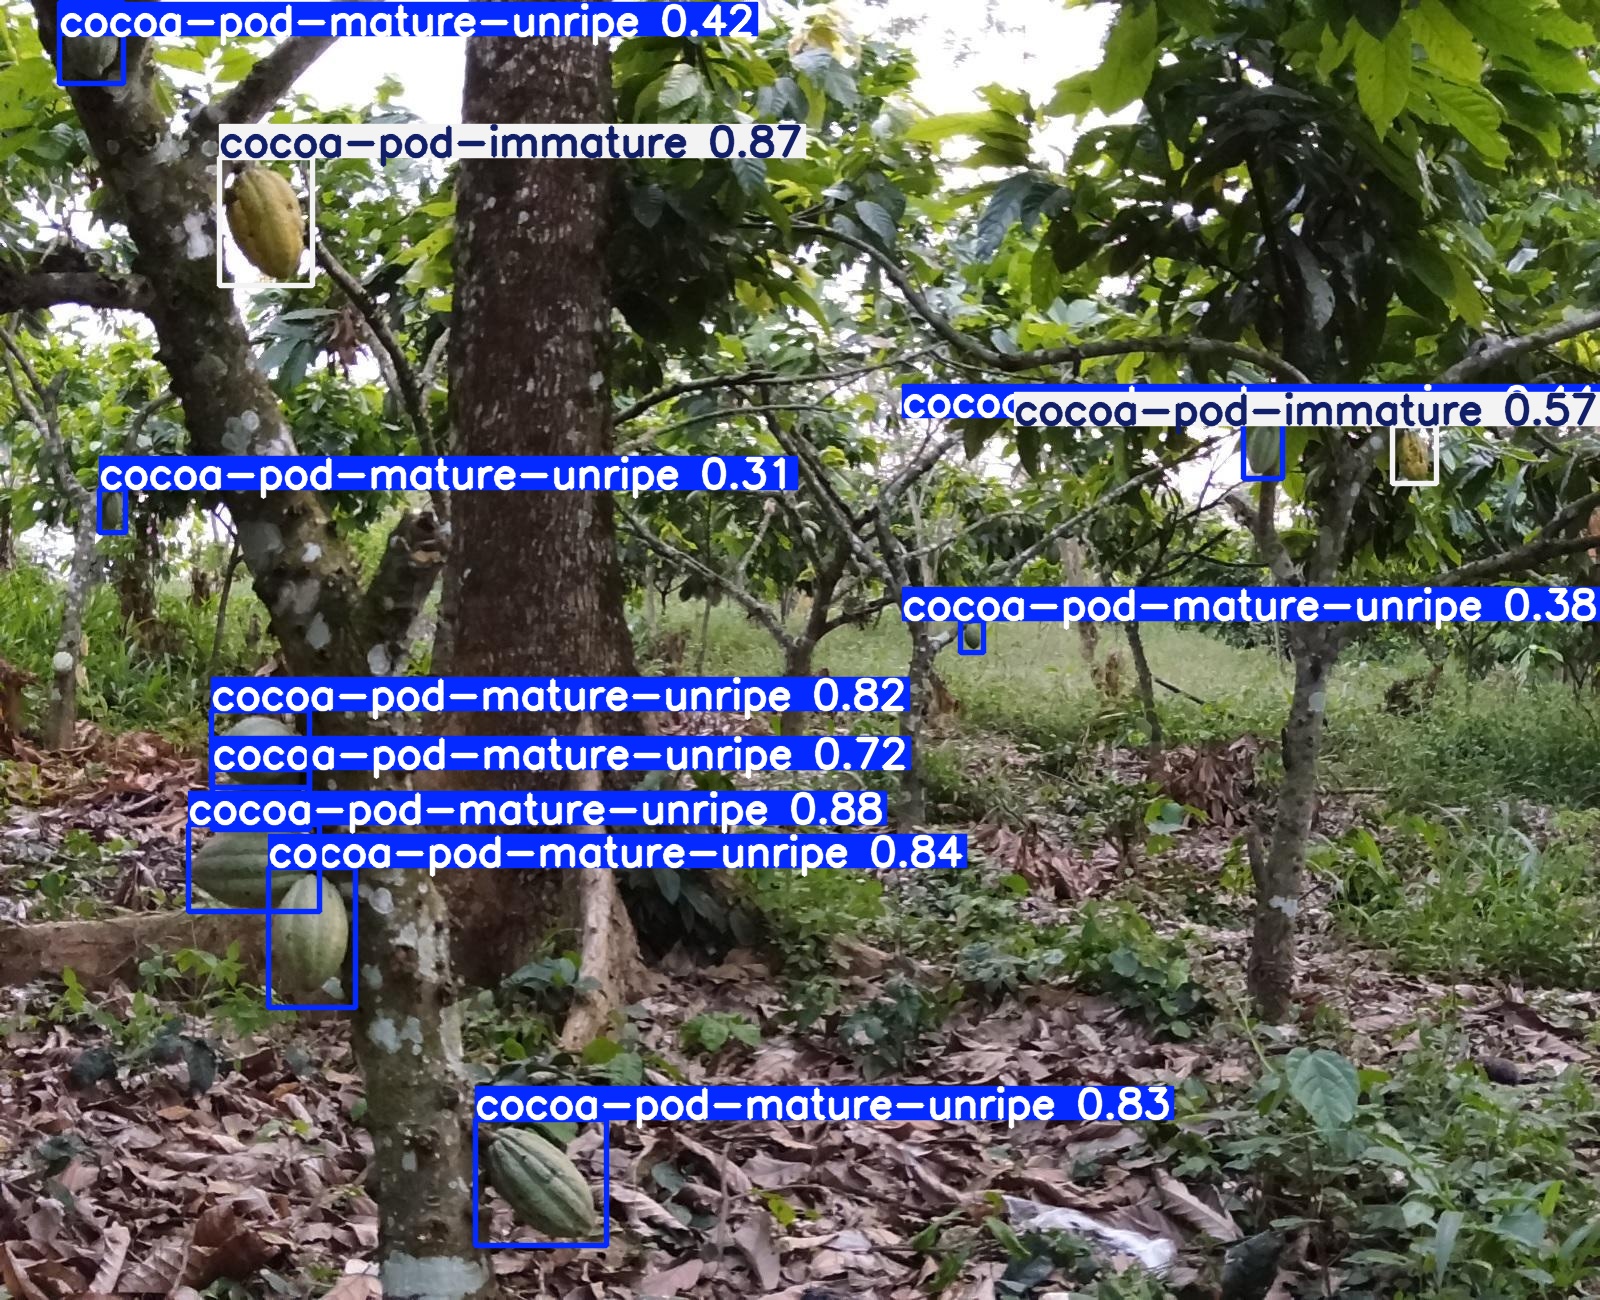 cocoa-pod-mature-unripe 0.42
cocoa-pod-immature 0.87
cocoa-pod-immature 0.57
cocoa-pod-mature-unripe 0.31
cocoa-pod-mature-unripe 0.38
cocoa-pod-mature-unripe 0.82
cocoa-pod-mature-unripe 0.72
cocoa-pod-mature-unripe 0.88
cocoa-pod-mature-unripe 0.84
cocoa-pod-mature-unripe 0.83